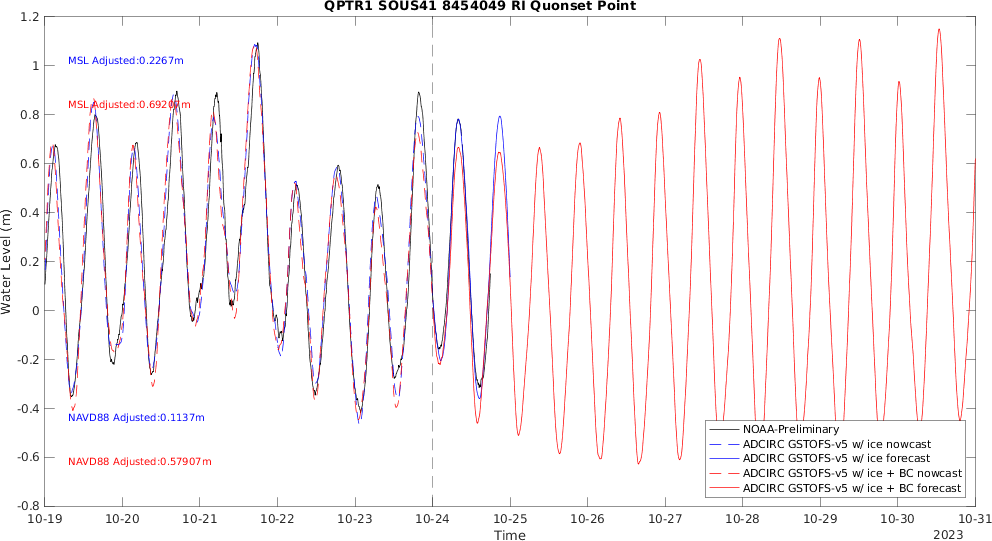 QPTR1 SOUS41 8454049 RI Quonset Point
1.2
1
0.8
0.6
0.4
0.2
0
-0.2
-0.4
-0.6
-0.8
Water Level (m)
MSL Adjusted:0.2267m
MSL Adjusted:0.69207m
NAVD88 Adjusted:0.1137m
NAVD88 Adjusted:0.57907m
NOAA-Preliminary
ADCIRC GSTOFS-v5 w/ ice nowcast
ADCIRC GSTOFS-v5 w/ ice forecast
ADCIRC GSTOFS-v5 w/ ice + BC nowcast
ADCIRC GSTOFS-v5 w/ ice + BC forecast
10-19 10-20 10-21 10-22 10-23 10-24 10-25 10-26 10-27 10-28 10-29 10-30 10-31
Time
2023